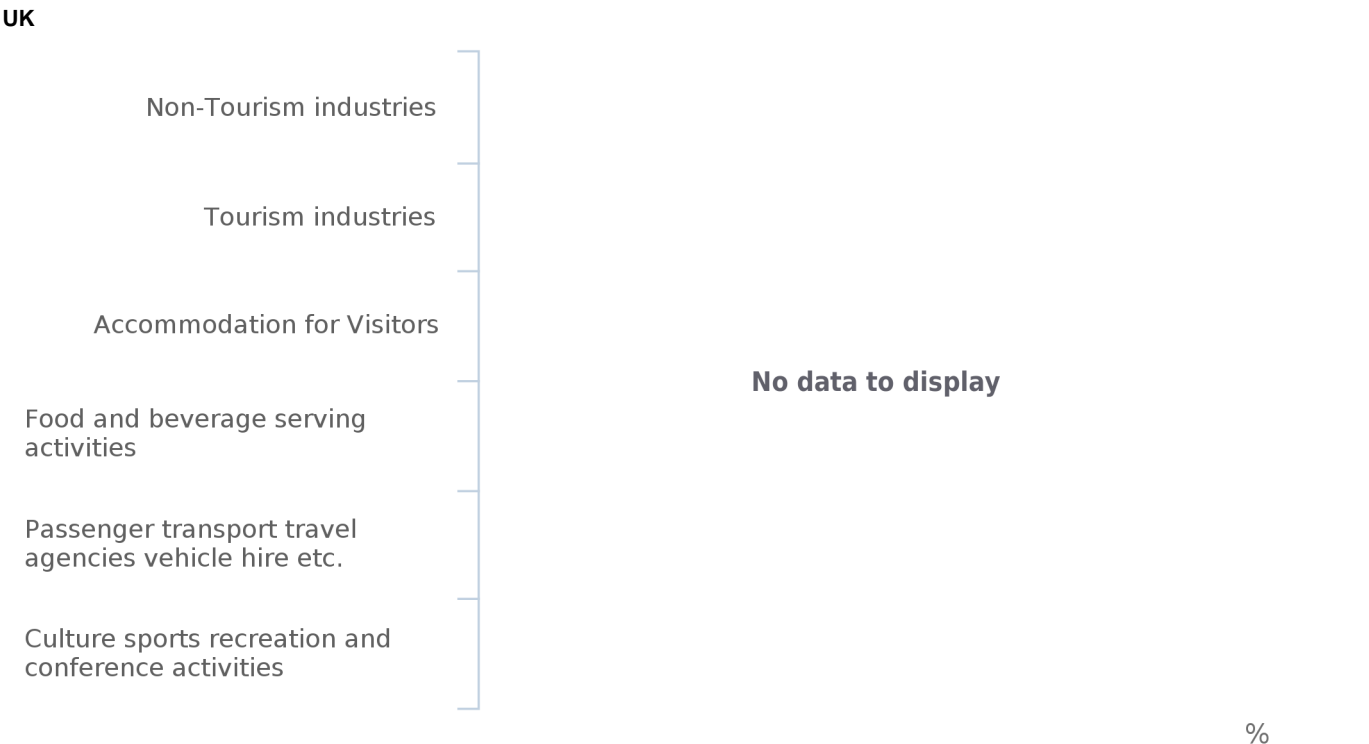 UK
Non-Tourism industries
Tourism industries
Accommodation for Visitors
Food and beverage serving
activities
Passenger transport travel
agencies vehicle hire etc.
Culture sports recreation and
conference activities
No data to display
%